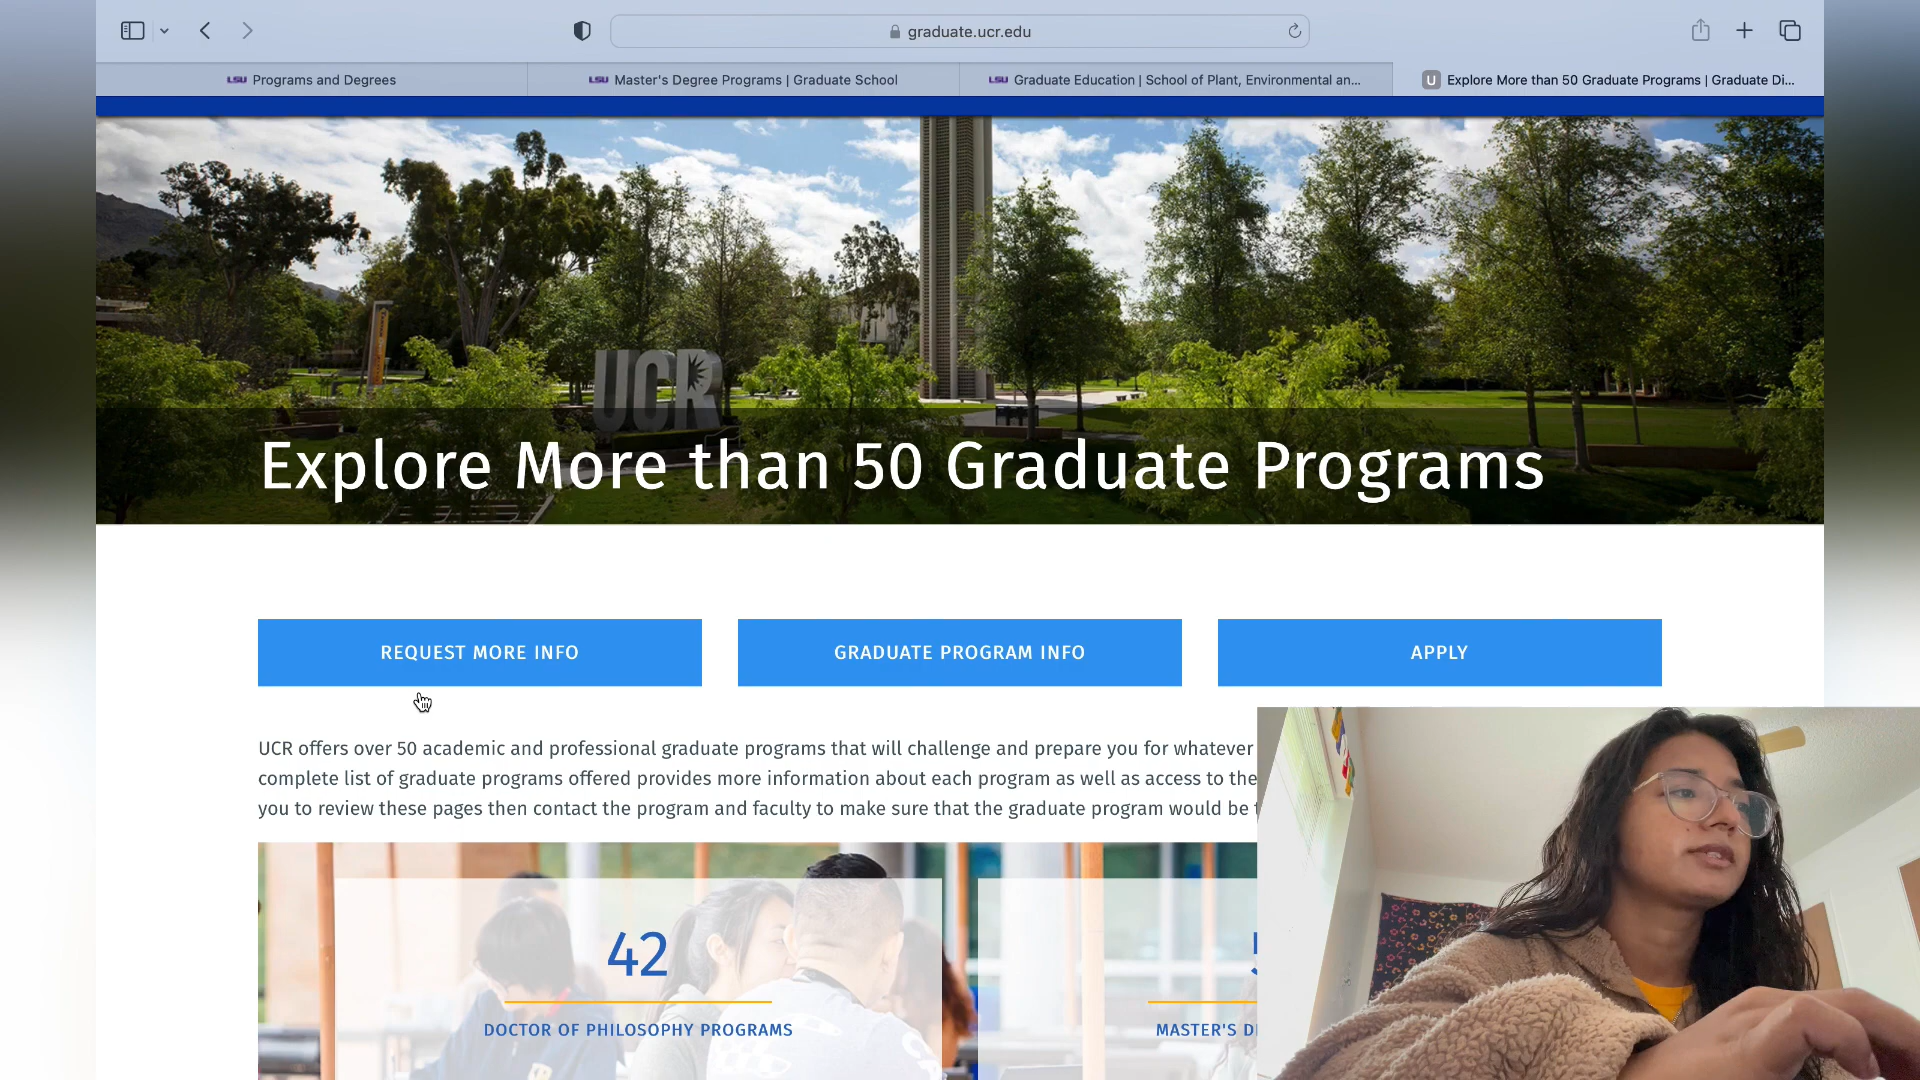 graduate.ucr.edu
LSU Programs and Degrees
LSU Master's Degree Programs | Graduate School
LSU Graduate Education | School of Plant, Environmental an...
U Explore More than 50 Graduate Programs | Graduate Di...
UCR
Explore More than 50 Graduate Programs
REQUEST MORE INFO
GRADUATE PROGRAM INFO
APPLY
UCR offers over 50 academic and professional graduate programs that will challenge and prepare you for whatever
complete list of graduate programs offered provides more information about each program as well as access to the
you to review these pages then contact the program and faculty to make sure that the graduate program would be
42
DOCTOR OF PHILOSOPHY PROGRAMS
MASTER'S